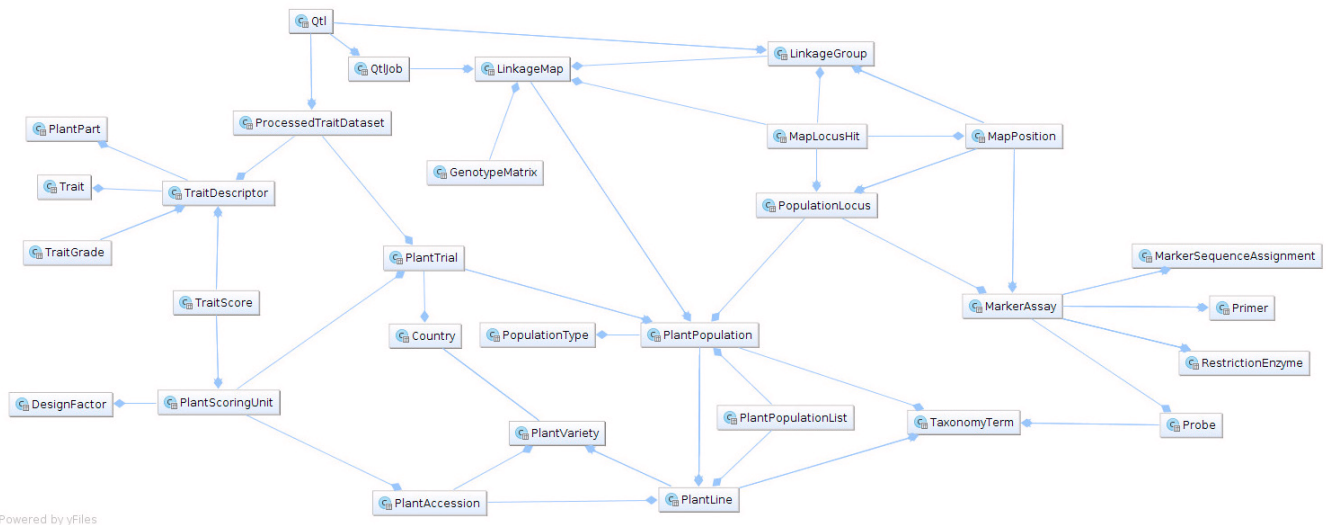 Qtl
LinkageGroup
QtlJob
LinkageMap
ProcessedTraitDataset
PlantPart
MapLocusHit
MapPosition
GenotypeMatrix
Trait
TraitDescriptor
PopulationLocus
TraitGrade
PlantTrial
MarkerSequenceAssignment
TraitScore
MarkerAssay
Primer
Country
PopulationType
PlantPopulation
RestrictionEnzyme
DesignFactor
PlantScoringUnit
PlantPopulationList
TaxonomyTerm
Probe
PlantVariety
PlantAccession
PlantLine
Powered by yFiles